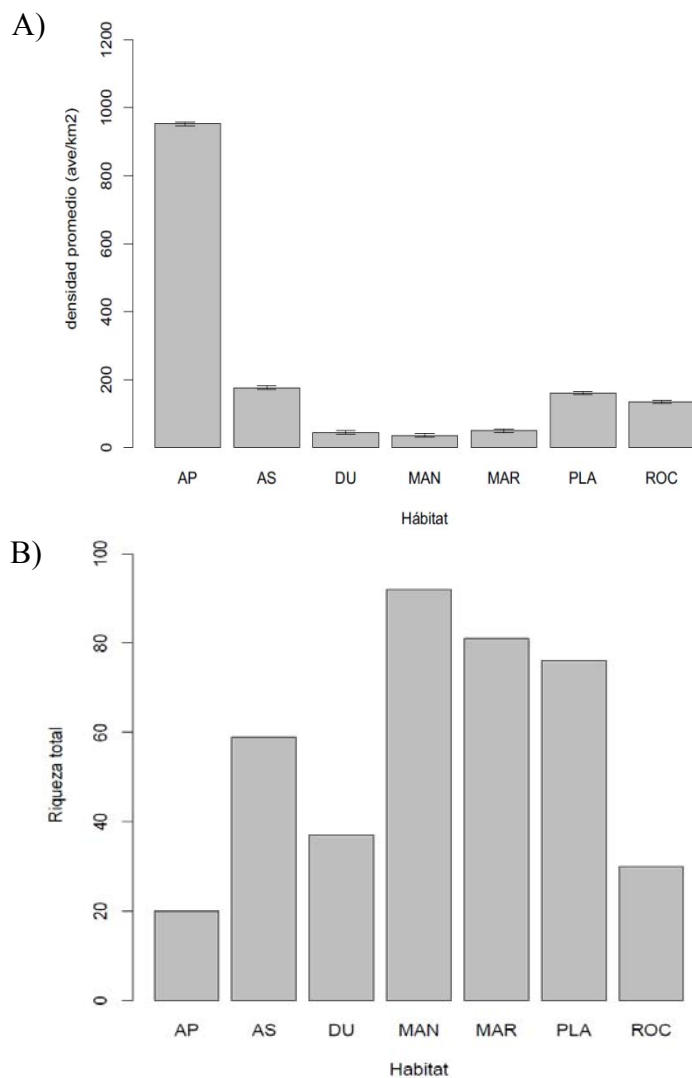 A)
densidad promedio (ave/km2)
1200
1000
800
600
400
200
0
AP AS DU MAN MAR PLA ROC
Hábitat
B)
Riqueza total
100
80
60
40
20
0
AP AS DU MAN MAR PLA ROC
Habitat